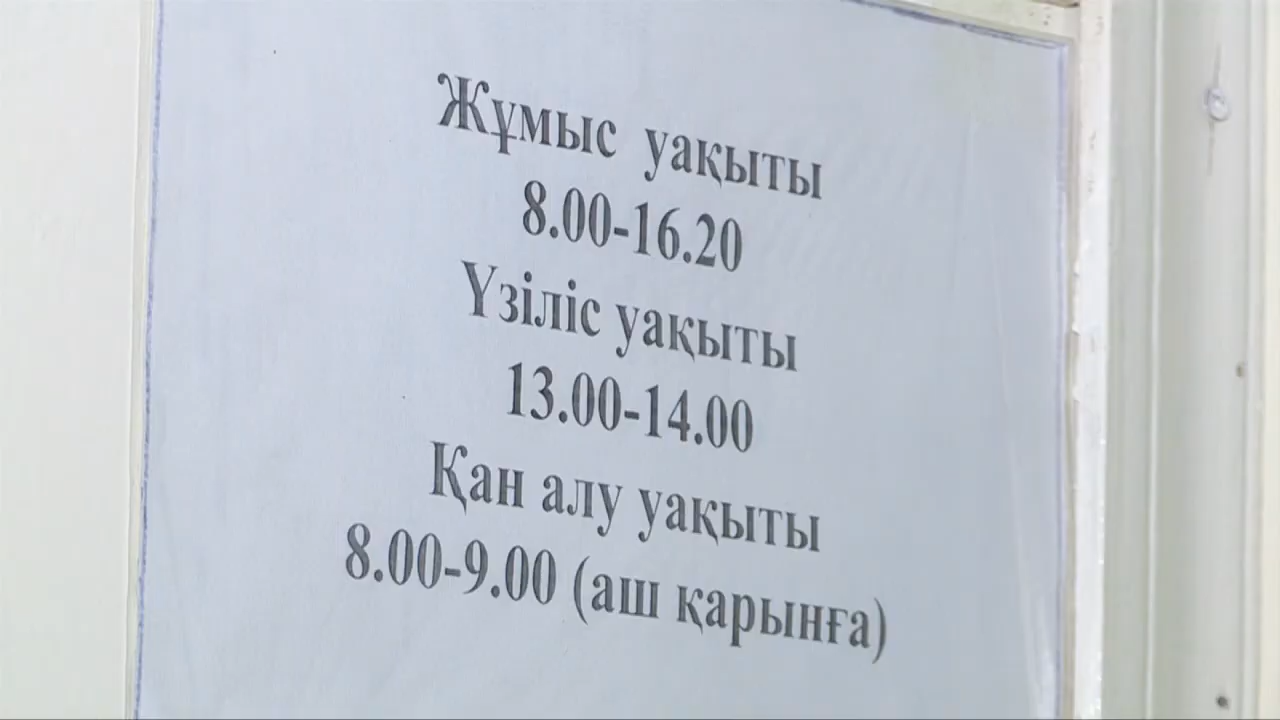 Жұмыс уақыты
8.00-16.20
Үзіліс уақыты
13.00-14.00
Қан алу уақыты
8.00-9.00 (аш қарынға)